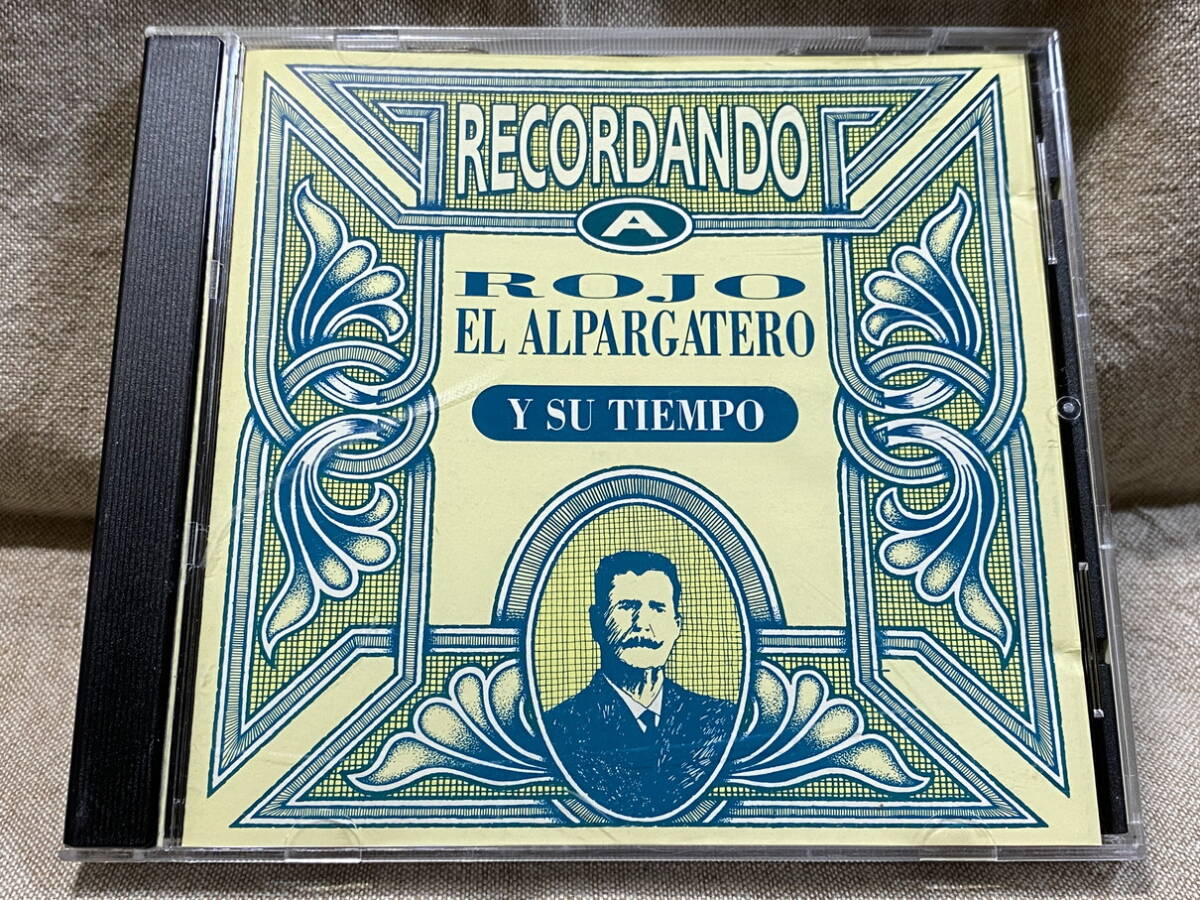 RECORDANDO
A
ROJO
EL ALPARGATERO
Y SU TIEMPO